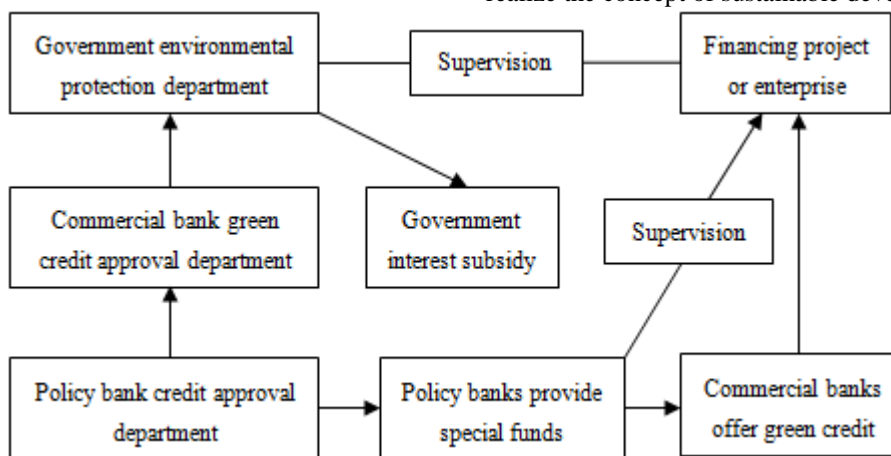 realize the concept of sustainable deve
Government environmental
protection department
Supervision
Financing project
or enterprise
Commercial bank green
credit approval department
Government
interest subsidy
Supervision
Policy bank credit approval
department
Policy banks provide
special funds
Commercial banks
offer green credit